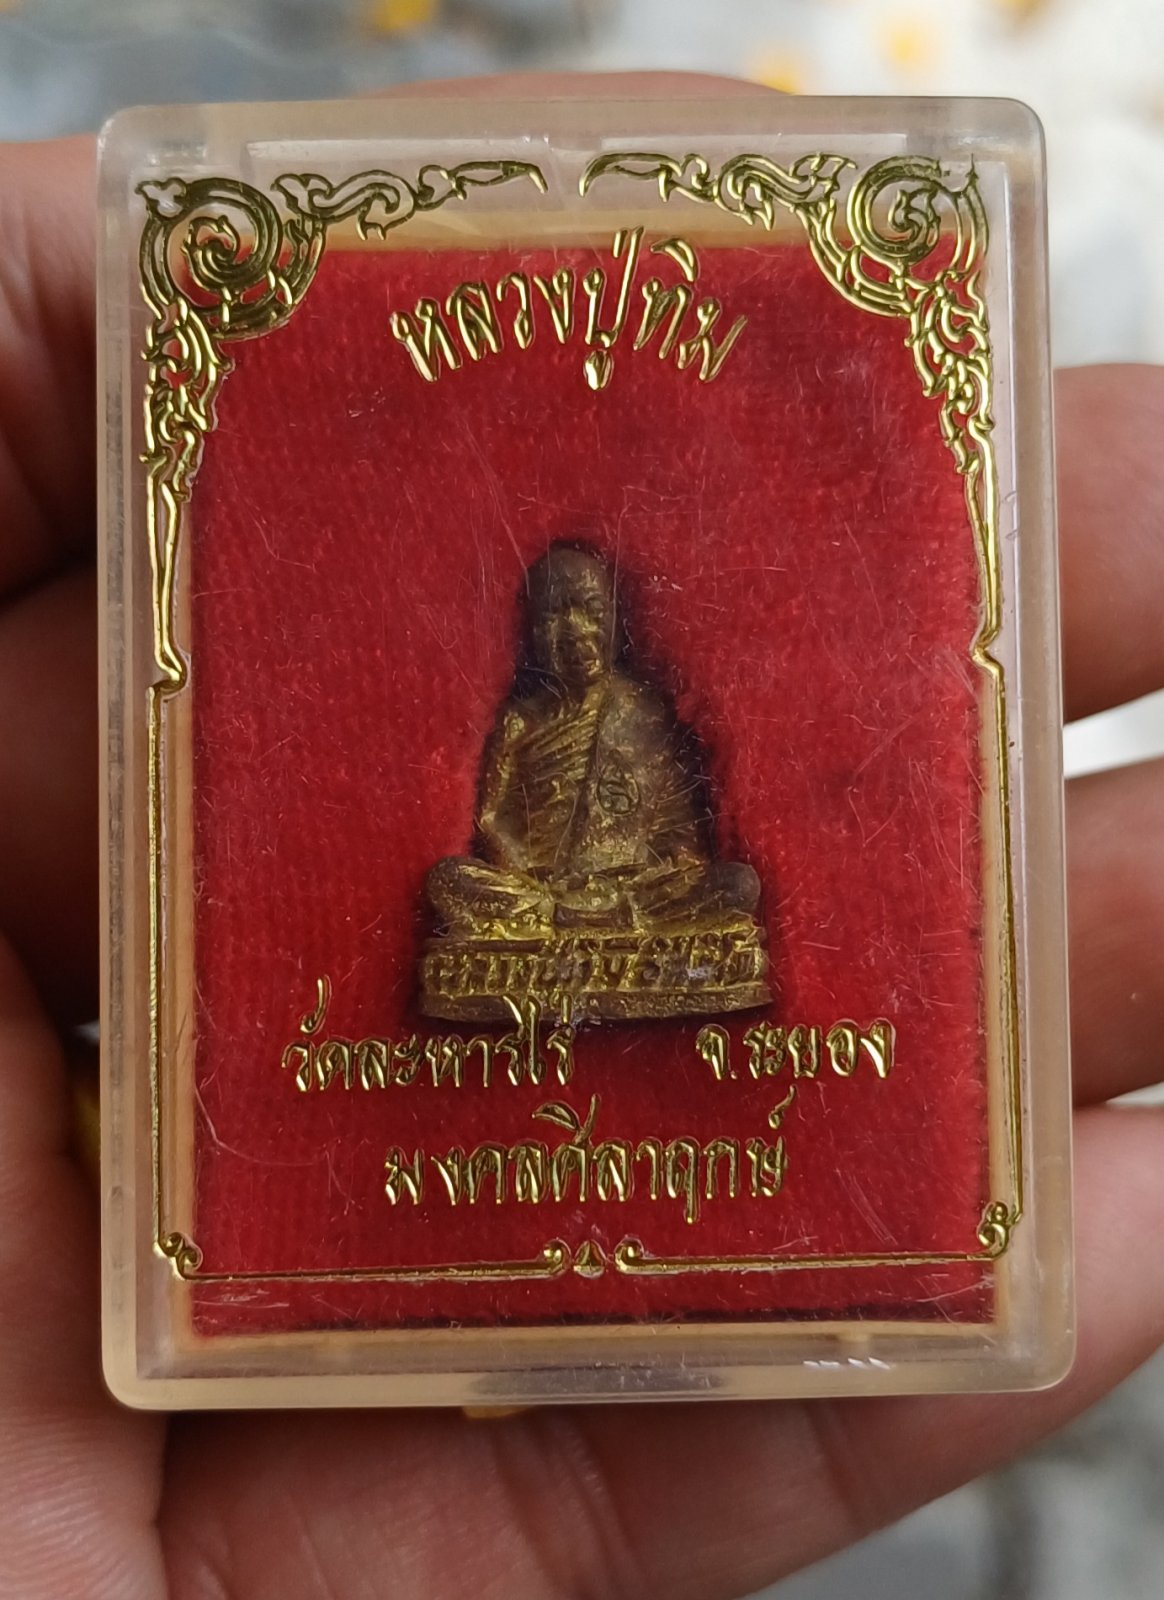 หลวงปู่ทิม
วัดละหารไร่ จ.ระยอง
มงคลศิลาฤกษ์